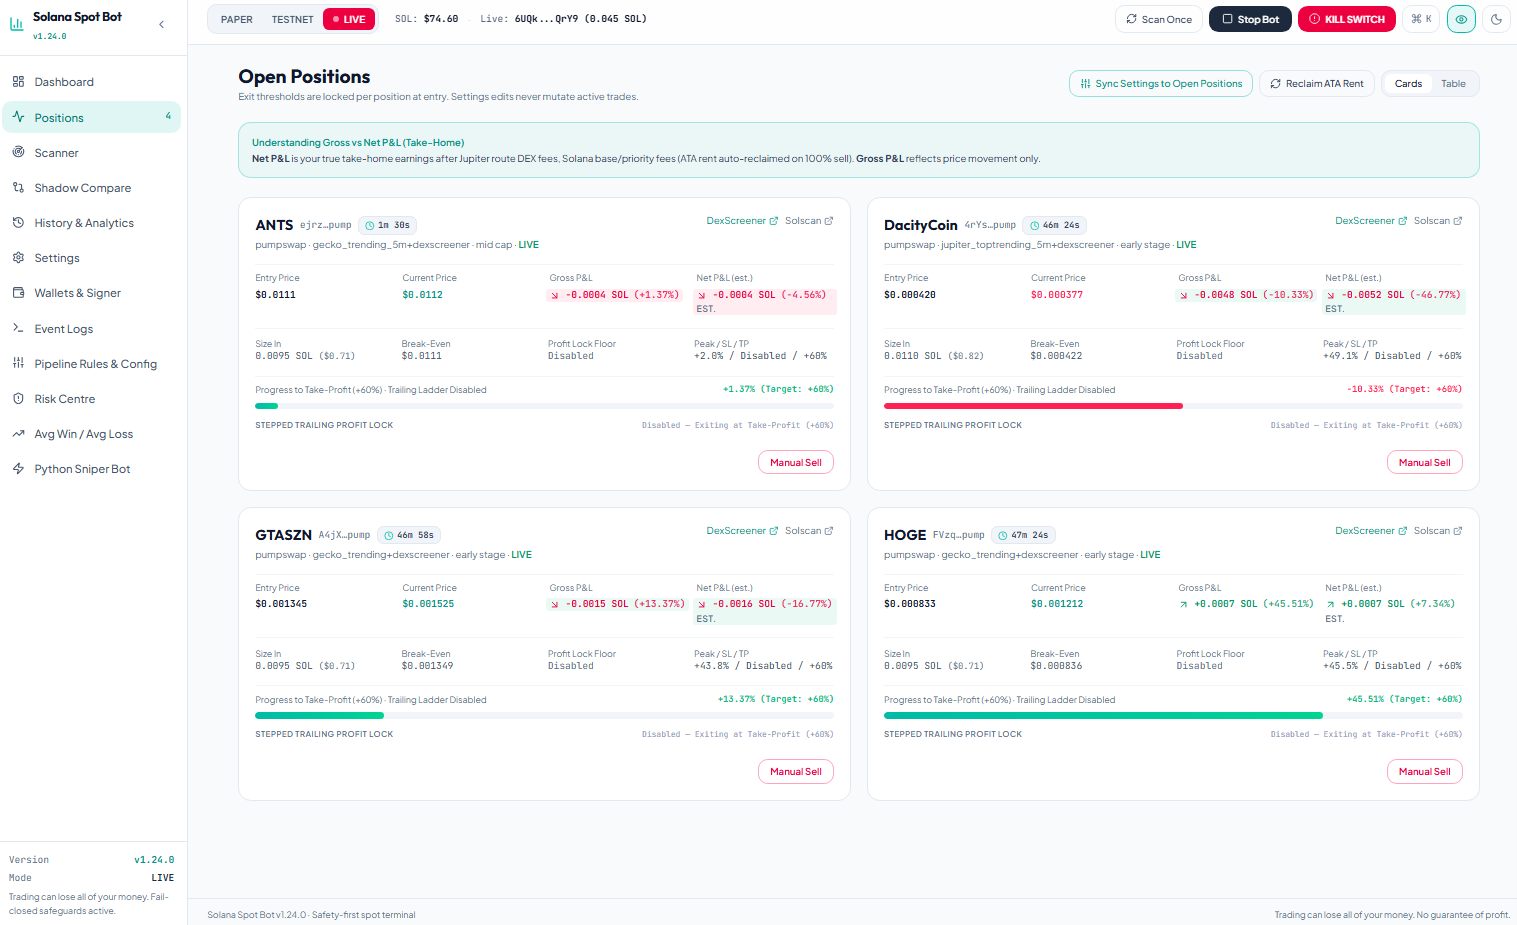 Solana Spot Bot
v1.24.0
PAPER TESTNET LIVE SOL: $74.60 · Live: 6UQk...QrY9 (0.045 SOL)
Scan Once Stop Bot KILL SWITCH ⌘ K
Dashboard
Positions 4
Scanner
Shadow Compare
History & Analytics
Settings
Wallets & Signer
Event Logs
Pipeline Rules & Config
Risk Centre
Avg Win / Avg Loss
Python Sniper Bot
Version v1.24.0
Mode LIVE
Trading can lose all of your money. Fail-
closed safeguards active.
Open Positions
Exit thresholds are locked per position at entry. Settings edits never mutate active trades.
Sync Settings to Open Positions Reclaim ATA Rent Cards Table
Understanding Gross vs Net P&L (Take-Home)
Net P&L is your true take-home earnings after Jupiter route DEX fees, Solana base/priority fees (ATA rent auto-reclaimed on 100% sell). Gross P&L reflects price movement only.
ANTS ejrz…pump 1m 30s DexScreener Solscan
pumpswap · gecko_trending_5m+dexscreener · mid cap · LIVE
Entry Price Current Price Gross P&L Net P&L (est.)
$0.0111 $0.0112 -0.0004 SOL (+1.37%) -0.0004 SOL (-4.56%)
EST.
Size In Break-Even Profit Lock Floor Peak / SL / TP
0.0095 SOL ($0.71) $0.0111 Disabled +2.0% / Disabled / +60%
Progress to Take-Profit (+60%) · Trailing Ladder Disabled +1.37% (Target: +60%)
STEPPED TRAILING PROFIT LOCK Disabled — Exiting at Take-Profit (+60%)
Manual Sell
DacityCoin 4rYs…pump 46m 24s DexScreener Solscan
pumpswap · jupiter_toptrending_5m+dexscreener · early stage · LIVE
Entry Price Current Price Gross P&L Net P&L (est.)
$0.000420 $0.000377 -0.0048 SOL (-10.33%) -0.0052 SOL (-46.77%)
EST.
Size In Break-Even Profit Lock Floor Peak / SL / TP
0.0110 SOL ($0.82) $0.000422 Disabled +49.1% / Disabled / +60%
Progress to Take-Profit (+60%) · Trailing Ladder Disabled -10.33% (Target: +60%)
STEPPED TRAILING PROFIT LOCK Disabled — Exiting at Take-Profit (+60%)
Manual Sell
GTASZN A4jX…pump 46m 58s DexScreener Solscan
pumpswap · gecko_trending+dexscreener · early stage · LIVE
Entry Price Current Price Gross P&L Net P&L (est.)
$0.001345 $0.001525 -0.0015 SOL (+13.37%) -0.0016 SOL (-16.77%)
EST.
Size In Break-Even Profit Lock Floor Peak / SL / TP
0.0095 SOL ($0.71) $0.001349 Disabled +43.8% / Disabled / +60%
Progress to Take-Profit (+60%) · Trailing Ladder Disabled +13.37% (Target: +60%)
STEPPED TRAILING PROFIT LOCK Disabled — Exiting at Take-Profit (+60%)
Manual Sell
HOGE FVzq…pump 47m 24s DexScreener Solscan
pumpswap · gecko_trending+dexscreener · early stage · LIVE
Entry Price Current Price Gross P&L Net P&L (est.)
$0.000833 $0.001212 +0.0007 SOL (+45.51%) +0.0007 SOL (+7.34%)
EST.
Size In Break-Even Profit Lock Floor Peak / SL / TP
0.0095 SOL ($0.71) $0.000836 Disabled +45.5% / Disabled / +60%
Progress to Take-Profit (+60%) · Trailing Ladder Disabled +45.51% (Target: +60%)
STEPPED TRAILING PROFIT LOCK Disabled — Exiting at Take-Profit (+60%)
Manual Sell
Solana Spot Bot v1.24.0 · Safety-first spot terminal Trading can lose all of your money. No guarantee of profit.